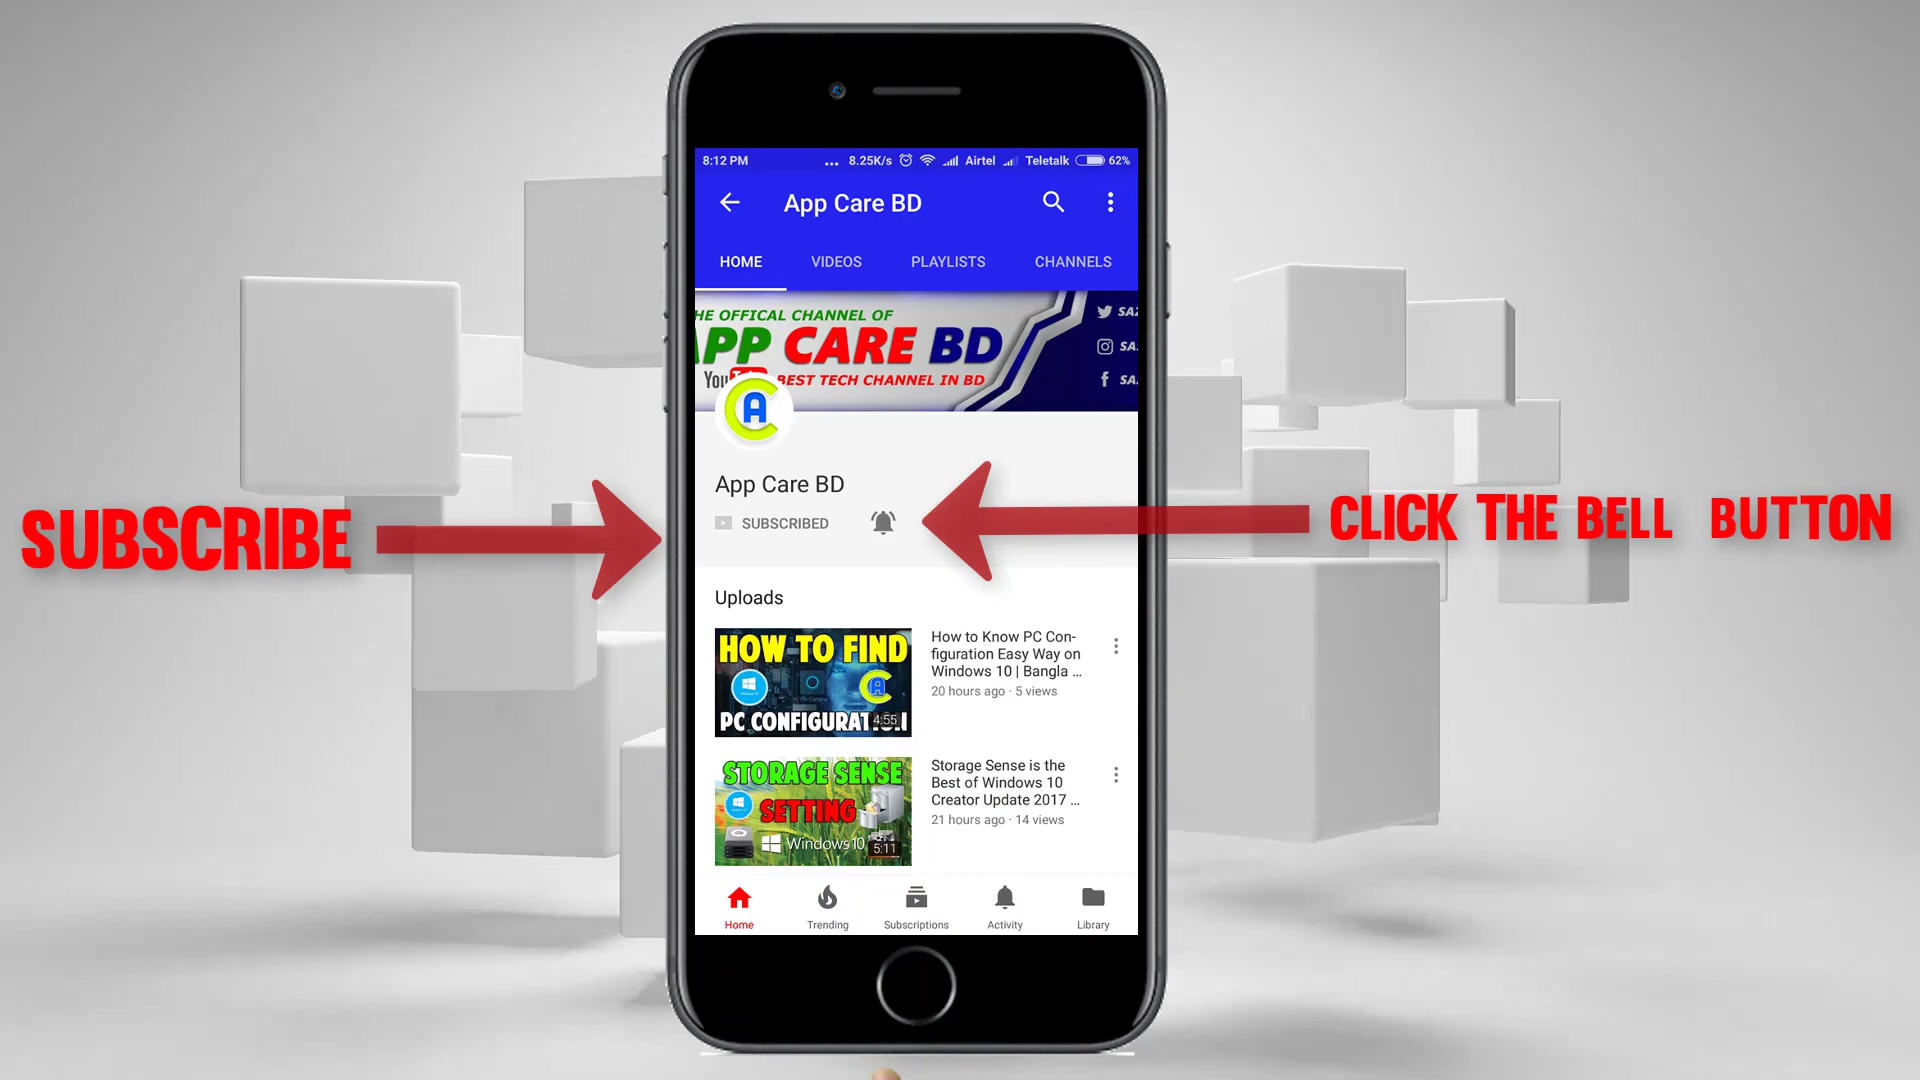 8:12 PM ... 8.25K/s Airtel Teletalk 62%
App Care BD
HOME VIDEOS PLAYLISTS CHANNELS
HE OFFICAL CHANNEL OF
APP CARE BD
You BEST TECH CHANNEL IN BD
SA
SA
A
App Care BD
SUBSCRIBED
SUBSCRIBE
CLICK THE BELL BUTTON
Uploads
HOW TO FIND
PC CONFIGURAT
4:55
How to Know PC Con-
figuration Easy Way on
Windows 10 | Bangla ...
20 hours ago · 5 views
STORAGE SENSE
SETTING
Windows 10
5:11
Storage Sense is the
Best of Windows 10
Creator Update 2017 ...
21 hours ago · 14 views
Home Trending Subscriptions Activity Library